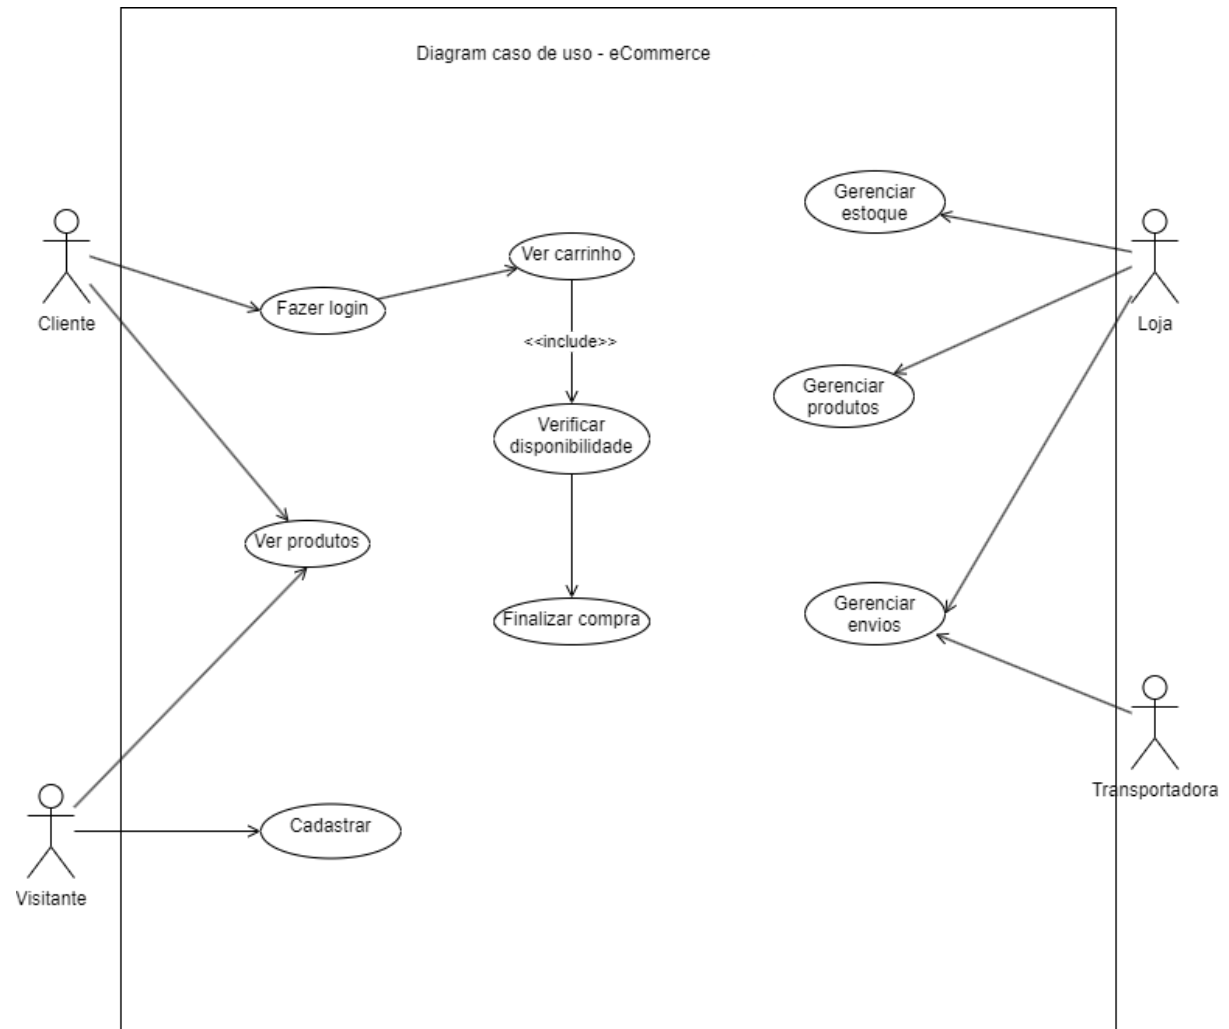 Diagram caso de uso - eCommerce
Gerenciar
estoque
Ver carrinho
Fazer login
Cliente
Loja
<<include>>
Gerenciar
produtos
Verificar
disponibilidade
Ver produtos
Gerenciar
envios
Finalizar compra
Transportadora
Cadastrar
Visitante